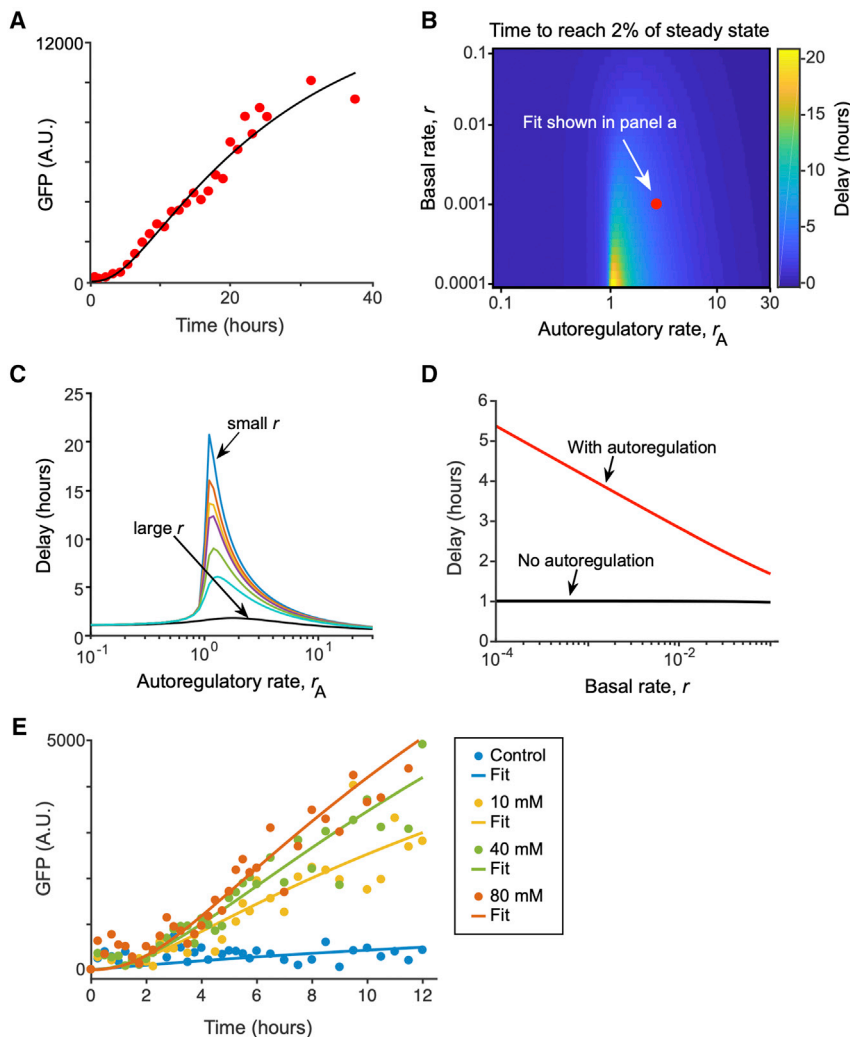 A
12000
GFP (A.U.)
0
0
20
40
Time (hours)
B
Time to reach 2% of steady state
0.1
0.01
0.001
0.0001
Basal rate, r
Fit shown in panel a
0.1
1
10
30
Autoregulatory rate, rA
20
15
10
5
0
Delay (hours)
C
25
20
15
10
5
0
Delay (hours)
small r
large r
10-1
100
101
Autoregulatory rate, rA
D
6
5
4
3
2
1
0
Delay (hours)
With autoregulation
No autoregulation
10-4
10-2
Basal rate, r
E
5000
GFP (A.U.)
0
0
2
4
6
8
10
12
Time (hours)
Control
Fit
10 mM
Fit
40 mM
Fit
80 mM
Fit